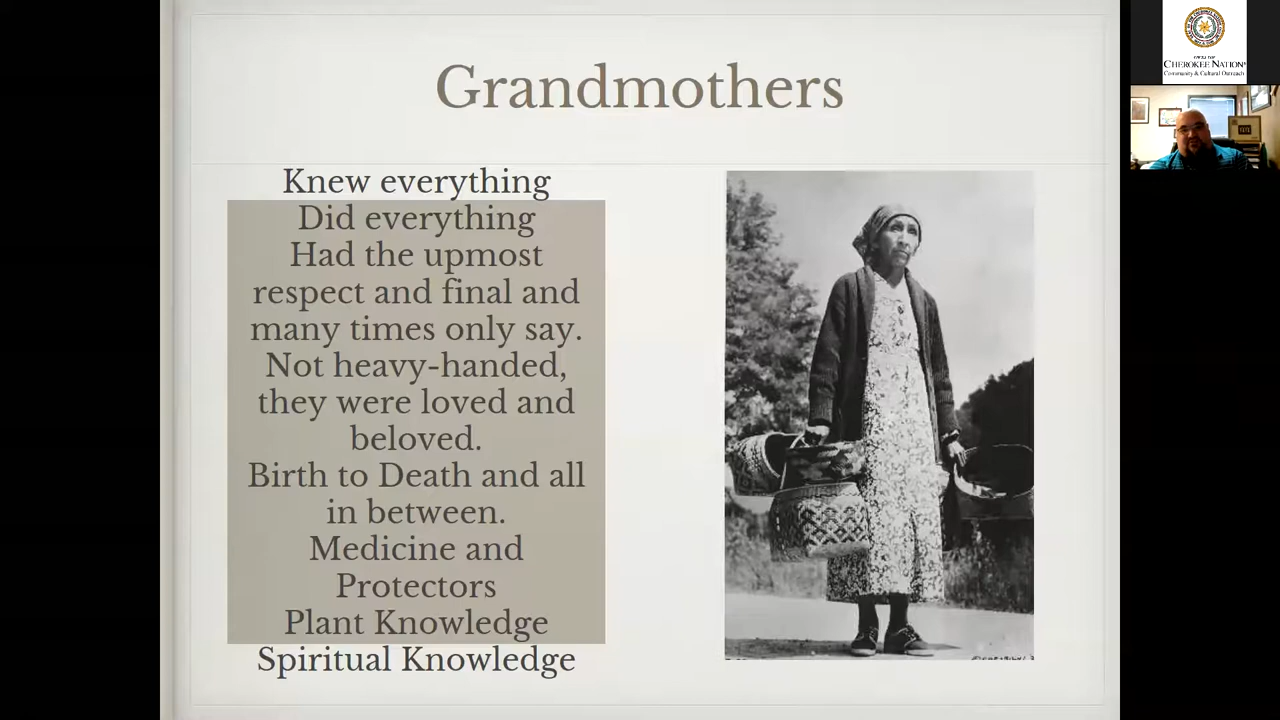 Grandmothers
Knew everything
Did everything
Had the upmost
respect and final and
many times only say.
Not heavy-handed,
they were loved and
beloved.
Birth to Death and all
in between.
Medicine and
Protectors
Plant Knowledge
Spiritual Knowledge
CHEROKEE NATION®
Community & Cultural Outreach